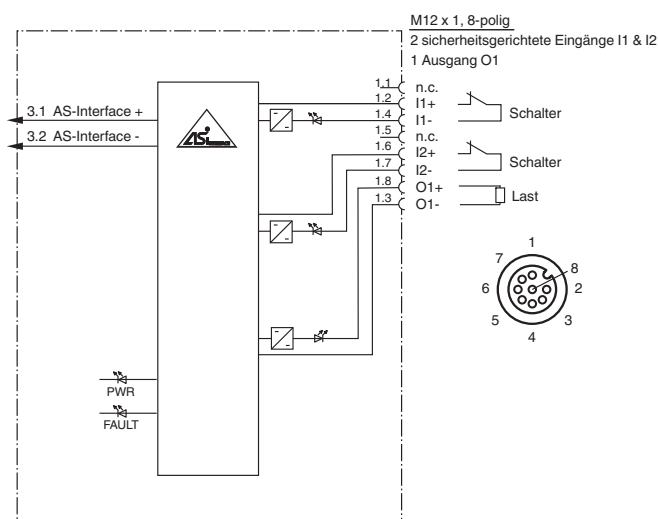 M12 x 1, 8-polig
2 sicherheitsgerichtete Eingänge I1 & I2
1 Ausgang O1
1.1 n.c.
1.2 I1+
1.4 I1-
Schalter
1.5 n.c.
1.6 I2+
1.7 I2-
Schalter
1.8 O1+
1.3 O1-
Last
3.1 AS-Interface +
3.2 AS-Interface -
PWR
FAULT
1
7
8
6
2
5
3
4